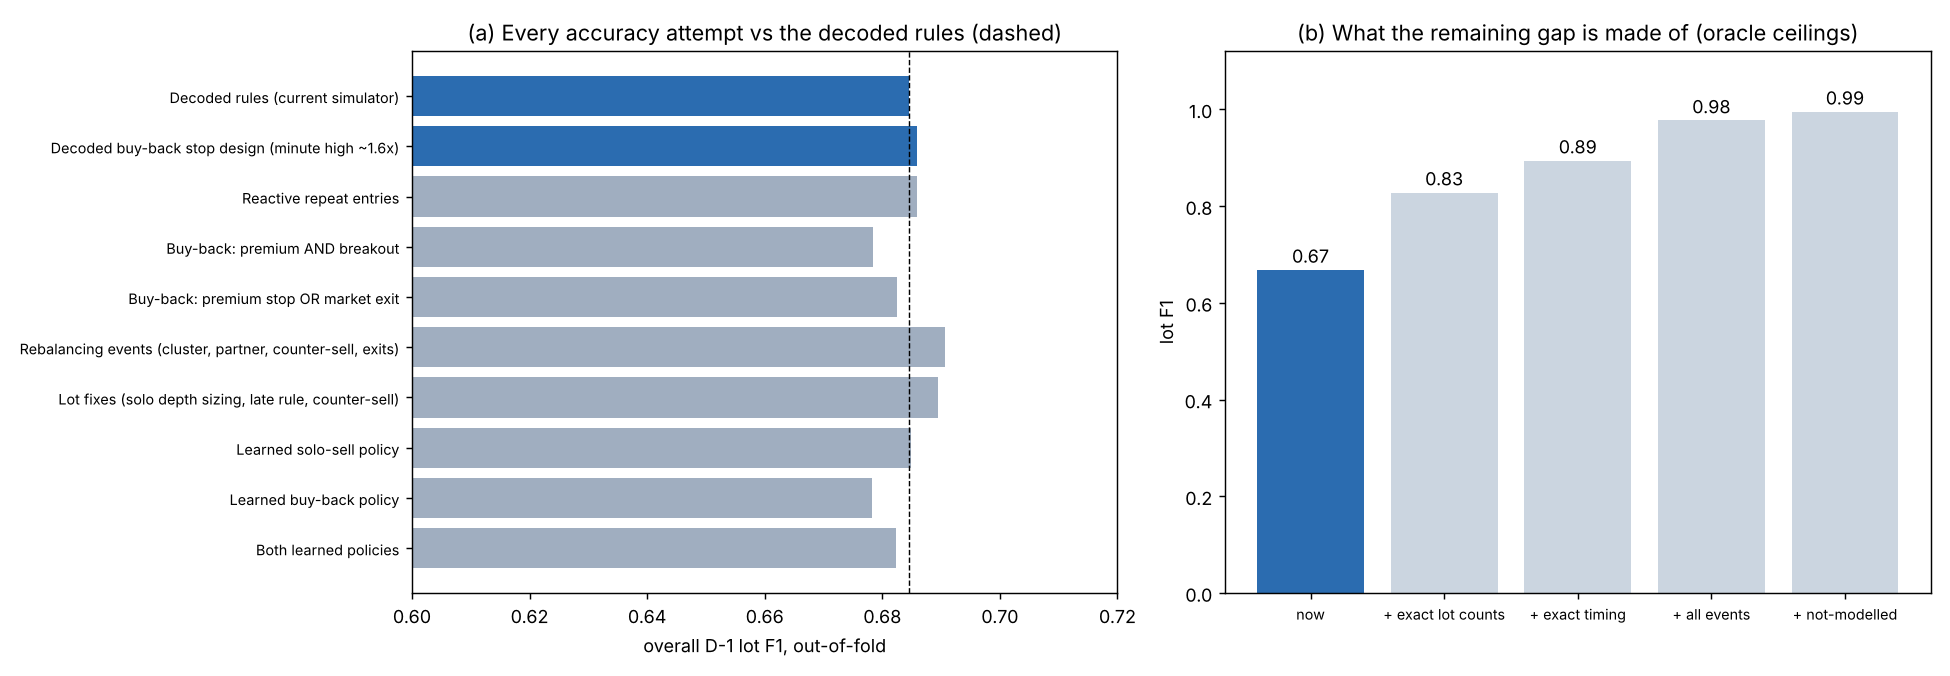 (a) Every accuracy attempt vs the decoded rules (dashed)
Decoded rules (current simulator)
Decoded buy-back stop design (minute high ~1.6x)
Reactive repeat entries
Buy-back: premium AND breakout
Buy-back: premium stop OR market exit
Rebalancing events (cluster, partner, counter-sell, exits)
Lot fixes (solo depth sizing, late rule, counter-sell)
Learned solo-sell policy
Learned buy-back policy
Both learned policies
0.60 0.62 0.64 0.66 0.68 0.70 0.72
overall D-1 lot F1, out-of-fold
(b) What the remaining gap is made of (oracle ceilings)
lot F1
1.0
0.8
0.6
0.4
0.2
0.0
0.67
0.83
0.89
0.98
0.99
now
+ exact lot counts
+ exact timing
+ all events
+ not-modelled